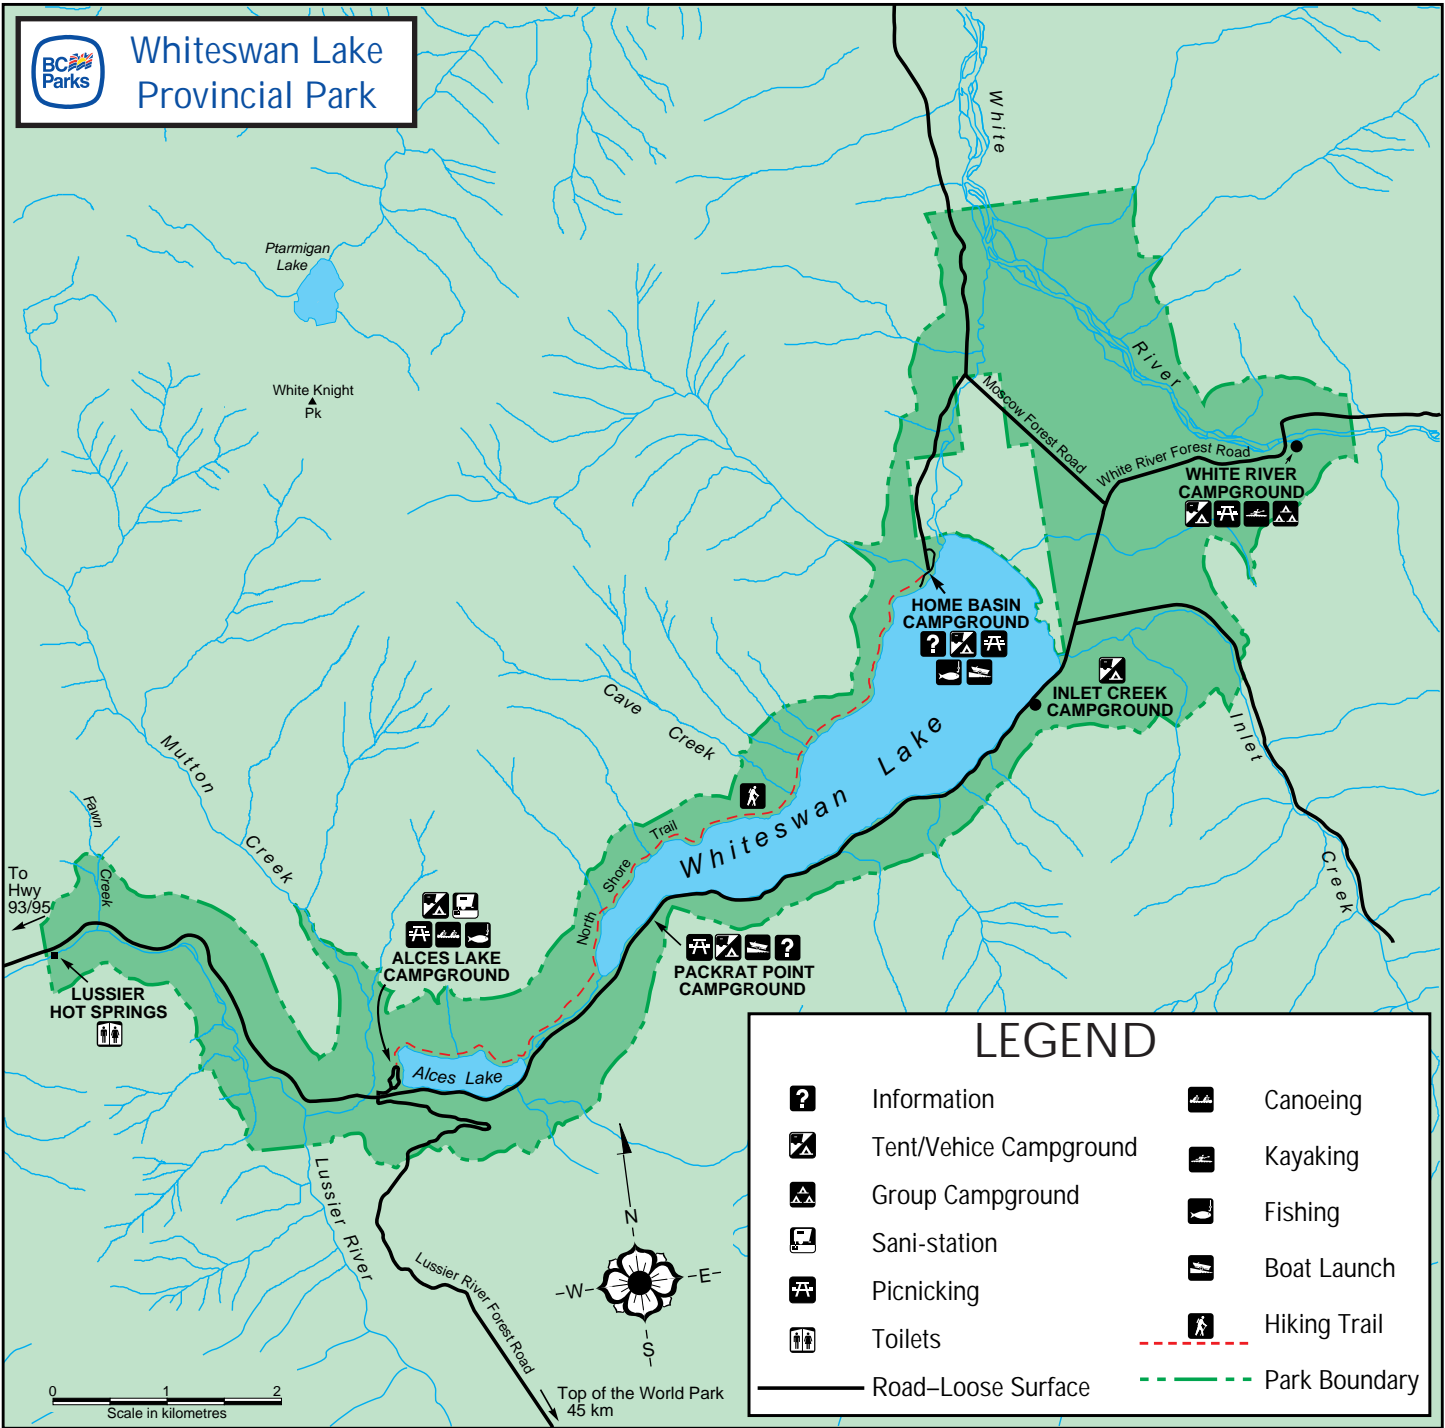 BC
Parks
Whiteswan Lake
Provincial Park
White
River
Ptarmigan
Lake
White Knight
Pk
Moscow Forest Road
White River Forest Road
WHITE RIVER
CAMPGROUND
HOME BASIN
CAMPGROUND
?
INLET CREEK
CAMPGROUND
Inlet
Creek
Cave
Creek
Mutton
Creek
Fawn
Creek
To
Hwy
93/95
North Shore Trail
Whiteswan Lake
ALCES LAKE
CAMPGROUND
PACKRAT POINT
CAMPGROUND
?
LUSSIER
HOT SPRINGS
Alces Lake
Lussier River
Lussier River Forest Road
Top of the World Park
45 km
N
W
E
S
0 1 2
Scale in kilometres
LEGEND
? Information
Tent/Vehice Campground
Group Campground
Sani-station
Picnicking
Toilets
Road–Loose Surface
Canoeing
Kayaking
Fishing
Boat Launch
Hiking Trail
Park Boundary